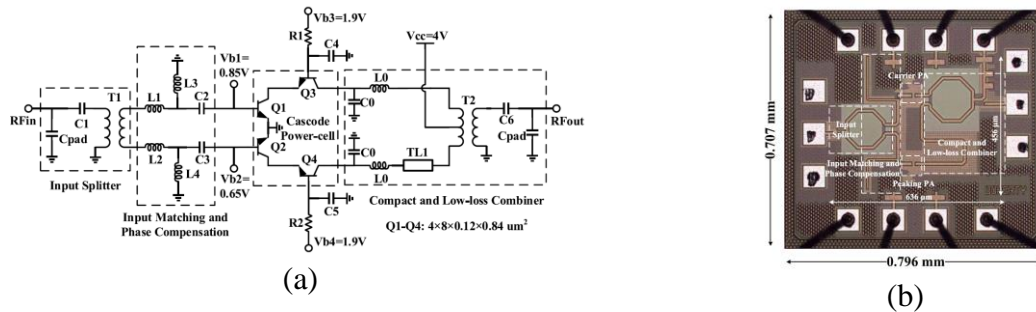 Vb3=1.9V
R1
C4
Vcc=4V
Vb1=
0.85V
L3
Q3
L0
T1
L1
C2
Q1
C0
T2
C6
RFin
C1
Cpad
Cascode
Power-cell
Cpad
RFout
Q2
C0
L2
C3
Q4
TL1
L0
L4
Vb2=
0.65V
Input Splitter
C5
Compact and Low-loss Combiner
Input Matching and
Phase Compensation
R2
Q1-Q4: 4×8×0.12×0.84 um²
Vb4=1.9V
(a)
0.707 mm
Carrier PA
Input
Splitter
456 μm
Compact and
Low-loss Combiner
Input Matching and
Phase Compensation
Peaking PA
636 μm
0.796 mm
(b)